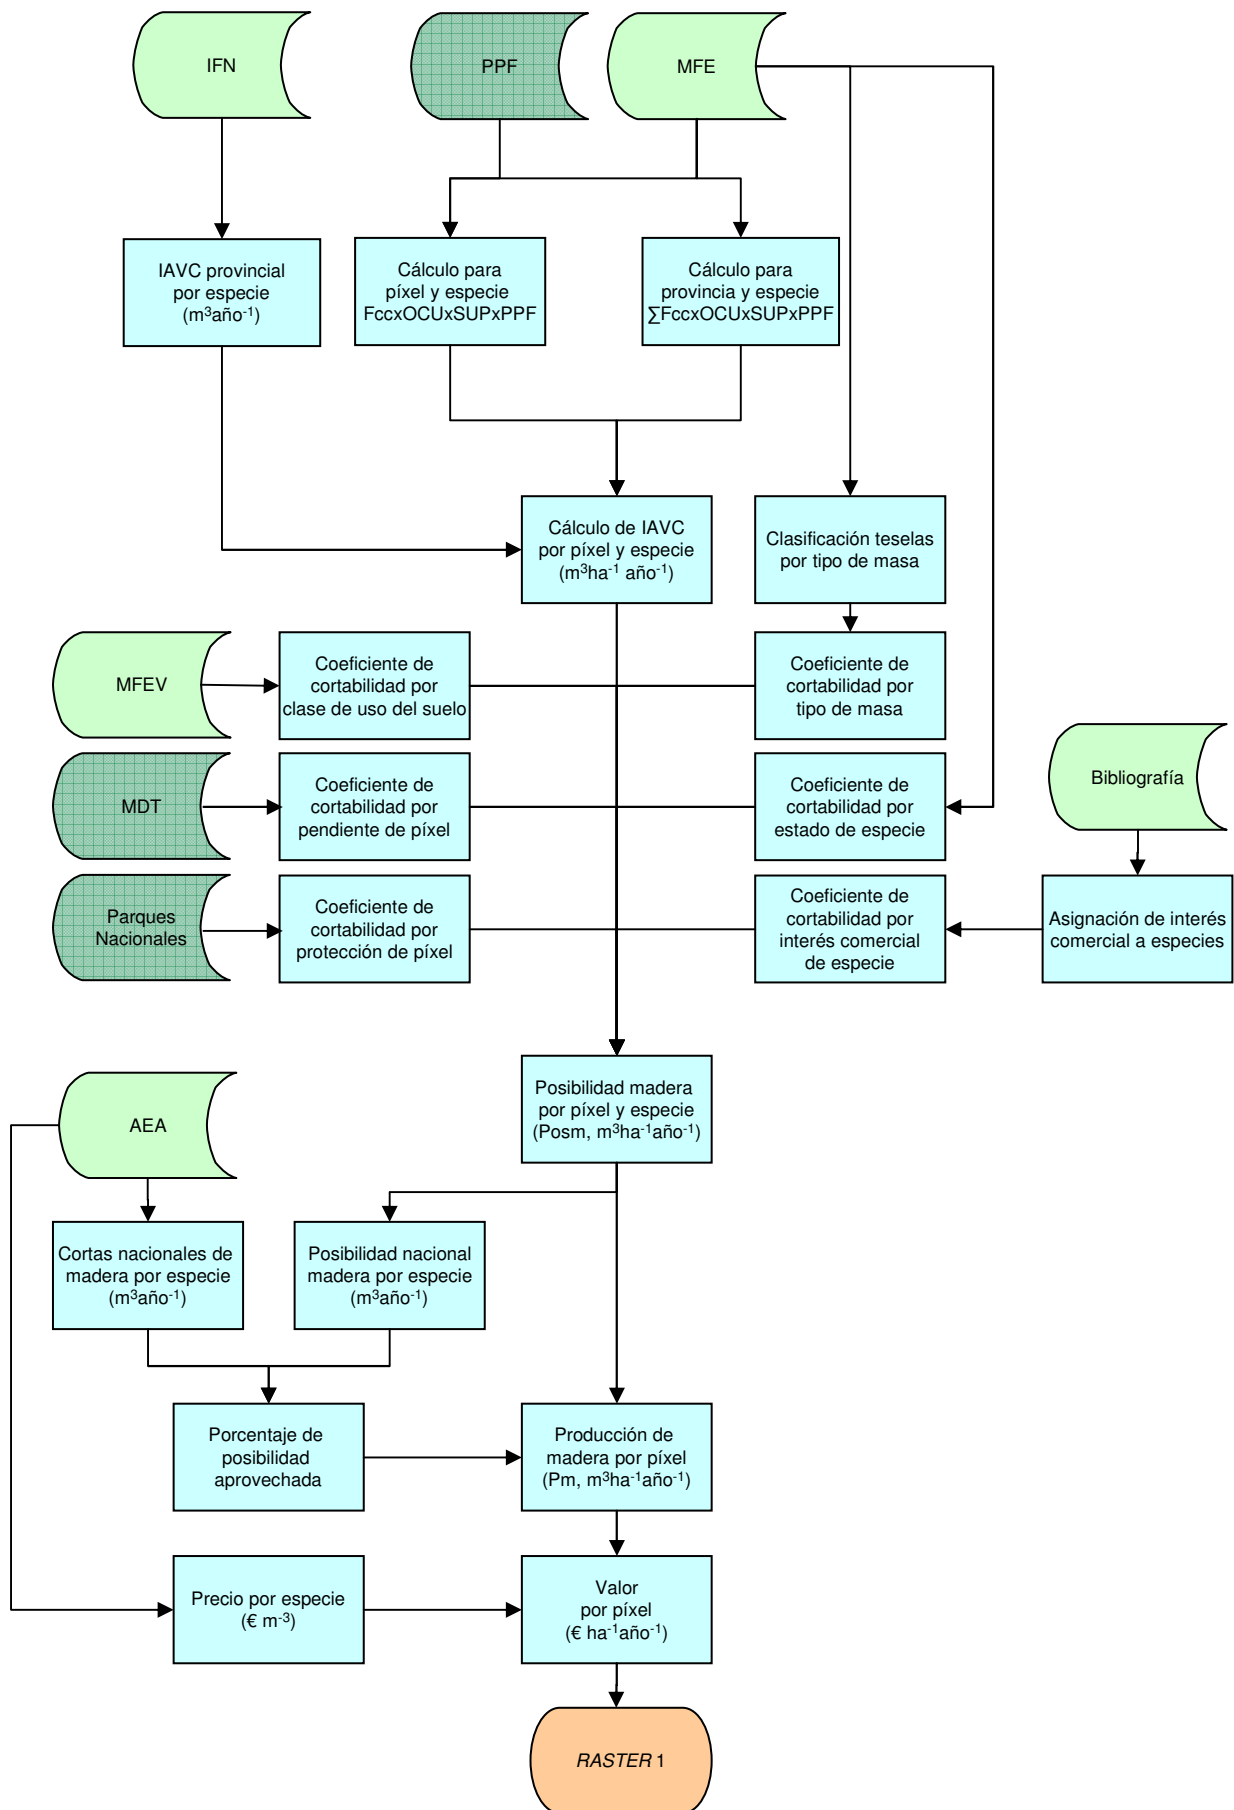 IFN
PPF
MFE
IAVC provincial
por especie
(m³año⁻¹)
Cálculo para
píxel y especie
FccxOCUxSUPxPPF
Cálculo para
provincia y especie
∑FccxOCUxSUPxPPF
Cálculo de IAVC
por píxel y especie
(m³ha⁻¹ año⁻¹)
Clasificación teselas
por tipo de masa
MFEV
Coeficiente de
cortabilidad por
clase de uso del suelo
Coeficiente de
cortabilidad por
tipo de masa
MDT
Coeficiente de
cortabilidad por
pendiente de píxel
Coeficiente de
cortabilidad por
estado de especie
Bibliografía
Parques
Nacionales
Coeficiente de
cortabilidad por
protección de píxel
Coeficiente de
cortabilidad por
interés comercial
de especie
Asignación de interés
comercial a especies
Posibilidad madera
por píxel y especie
(Posm, m³ha⁻¹año⁻¹)
AEA
Cortas nacionales de
madera por especie
(m³año⁻¹)
Posibilidad nacional
madera por especie
(m³año⁻¹)
Porcentaje de
posibilidad
aprovechada
Producción de
madera por píxel
(Pm, m³ha⁻¹año⁻¹)
Precio por especie
(€ m⁻³)
Valor
por píxel
(€ ha⁻¹año⁻¹)
RASTER 1